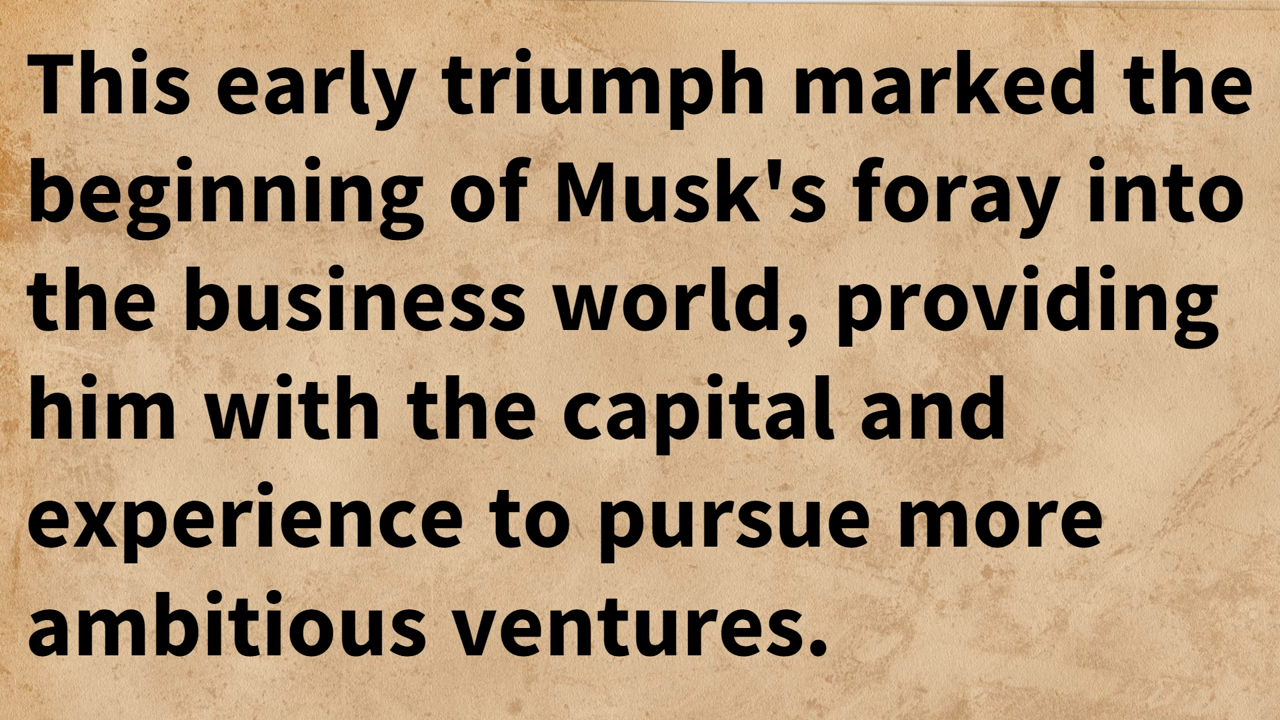 This early triumph marked the
beginning of Musk's foray into
the business world, providing
him with the capital and
experience to pursue more
ambitious ventures.